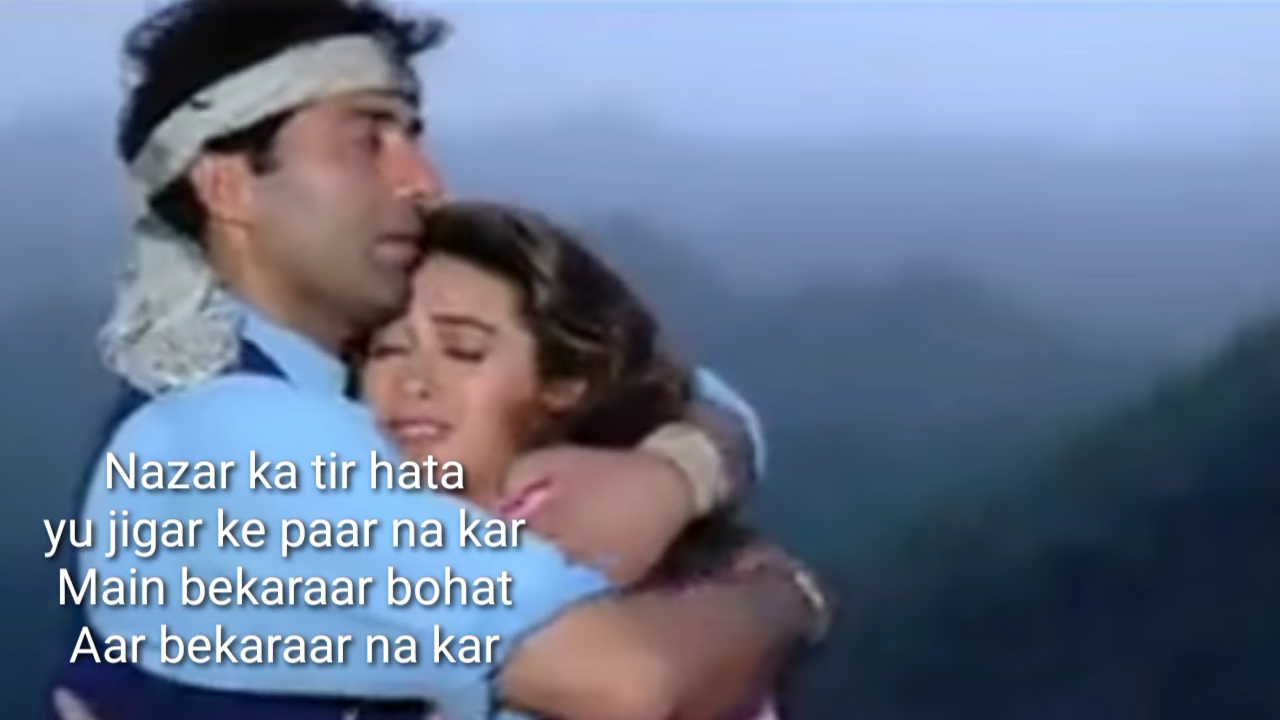 Nazar ka tir hata
yu jigar ke paar na kar
Main bekaraar bohat
Aar bekaraar na kar